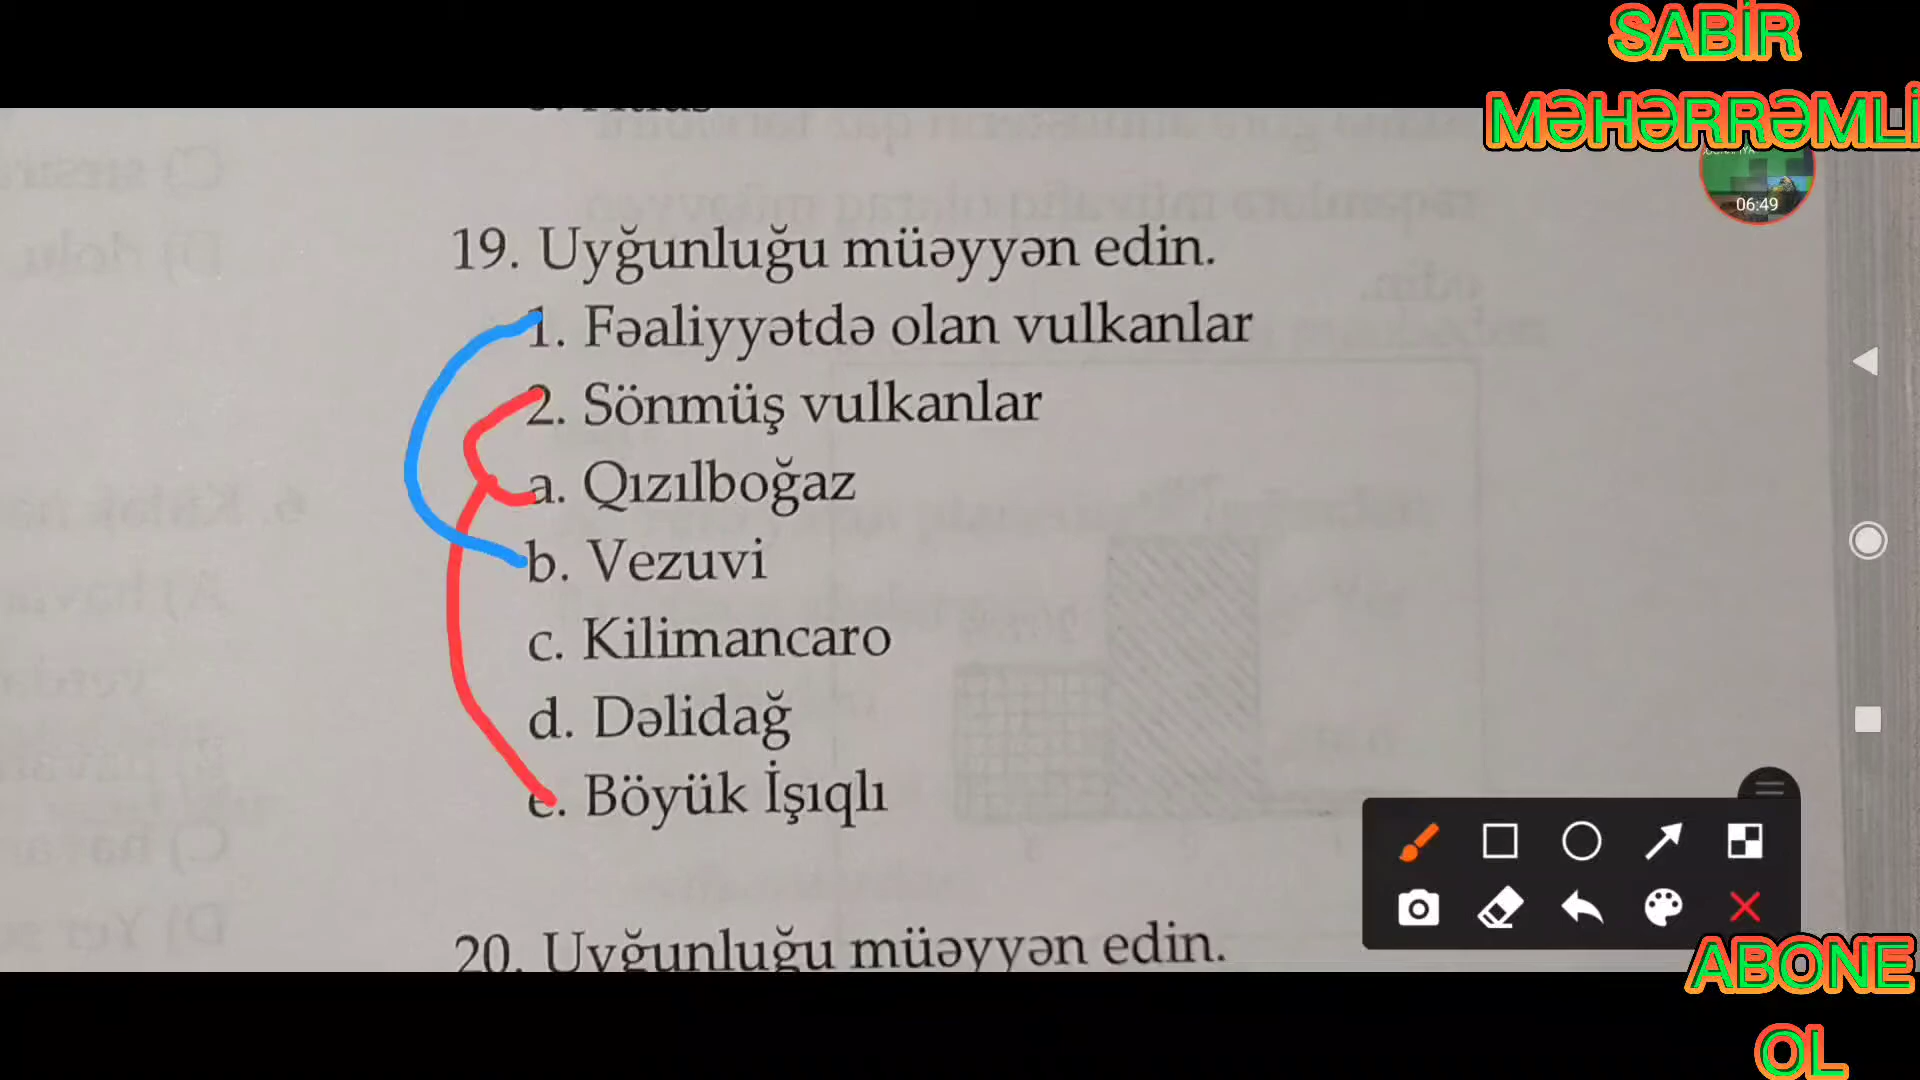 SABİR
MƏHƏRRƏMLİ
06:49
19. Uyğunluğu müəyyən edin.
1. Fəaliyyətdə olan vulkanlar
2. Sönmüş vulkanlar
a. Qızılboğaz
b. Vezuvi
c. Kilimancaro
d. Dəlidağ
e. Böyük İşıqlı
20. Uyğunluğu müəyyən edin.
ABONE
OL